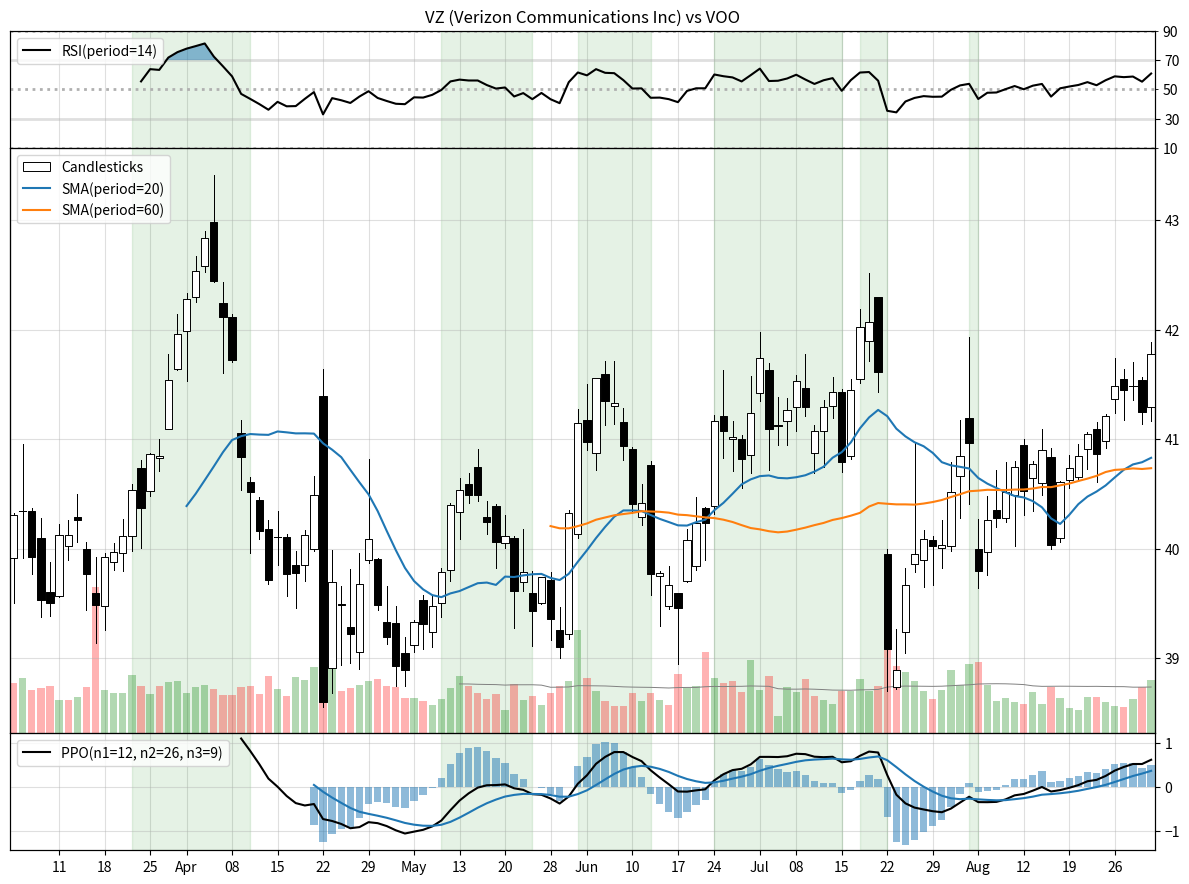 VZ (Verizon Communications Inc) vs VOO
RSI(period=14)
90
70
50
30
10
Candlesticks
SMA(period=20)
SMA(period=60)
43
42
41
40
39
PPO(n1=12, n2=26, n3=9)
1
0
−1
11 18 25 Apr 08 15 22 29 May 13 20 28 Jun 10 17 24 Jul 08 15 22 29 Aug 12 19 26